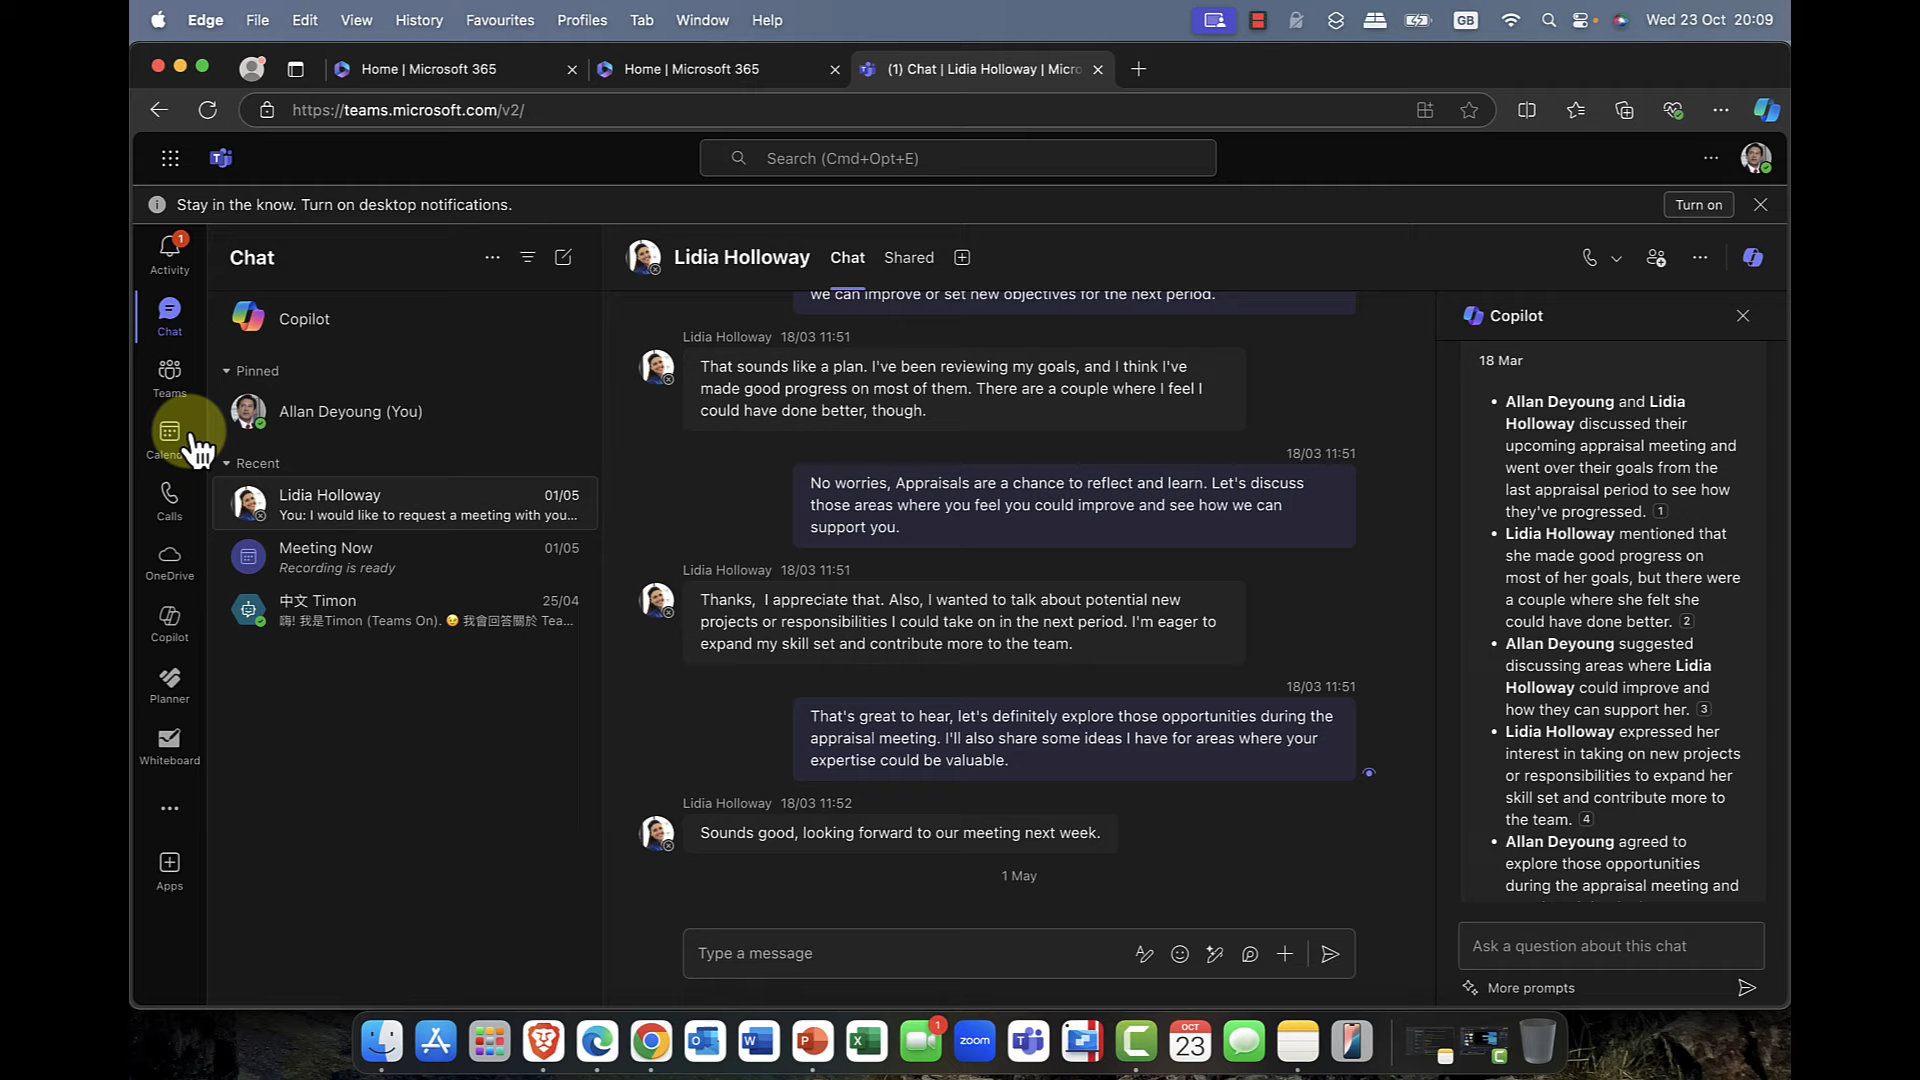 Edge File Edit View History Favourites Profiles Tab Window Help
GB Wed 23 Oct 20:09
Home | Microsoft 365
Home | Microsoft 365
(1) Chat | Lidia Holloway | Micro
https://teams.microsoft.com/v2/
Search (Cmd+Opt+E)
Stay in the know. Turn on desktop notifications.
Turn on
1
Activity
Chat
Teams
Calen
Calls
OneDrive
Copilot
Planner
Whiteboard
Apps
Chat
Copilot
Pinned
Allan Deyoung (You)
Recent
Lidia Holloway 01/05
You: I would like to request a meeting with you...
Meeting Now 01/05
Recording is ready
中文 Timon 25/04
嗨! 我是Timon (Teams On). 😉 我會回答關於 Tea...
Lidia Holloway Chat Shared
we can improve or set new objectives for the next period.
Lidia Holloway 18/03 11:51
That sounds like a plan. I've been reviewing my goals, and I think I've
made good progress on most of them. There are a couple where I feel I
could have done better, though.
18/03 11:51
No worries, Appraisals are a chance to reflect and learn. Let's discuss
those areas where you feel you could improve and see how we can
support you.
Lidia Holloway 18/03 11:51
Thanks, I appreciate that. Also, I wanted to talk about potential new
projects or responsibilities I could take on in the next period. I'm eager to
expand my skill set and contribute more to the team.
18/03 11:51
That's great to hear, let's definitely explore those opportunities during the
appraisal meeting. I'll also share some ideas I have for areas where your
expertise could be valuable.
Lidia Holloway 18/03 11:52
Sounds good, looking forward to our meeting next week.
1 May
Type a message
Copilot
18 Mar
• Allan Deyoung and Lidia
Holloway discussed their
upcoming appraisal meeting and
went over their goals from the
last appraisal period to see how
they've progressed. 1
• Lidia Holloway mentioned that
she made good progress on
most of her goals, but there were
a couple where she felt she
could have done better. 2
• Allan Deyoung suggested
discussing areas where Lidia
Holloway could improve and
how they can support her. 3
• Lidia Holloway expressed her
interest in taking on new projects
or responsibilities to expand her
skill set and contribute more to
the team. 4
• Allan Deyoung agreed to
explore those opportunities
during the appraisal meeting and
Ask a question about this chat
More prompts
1
zoom
OCT
23